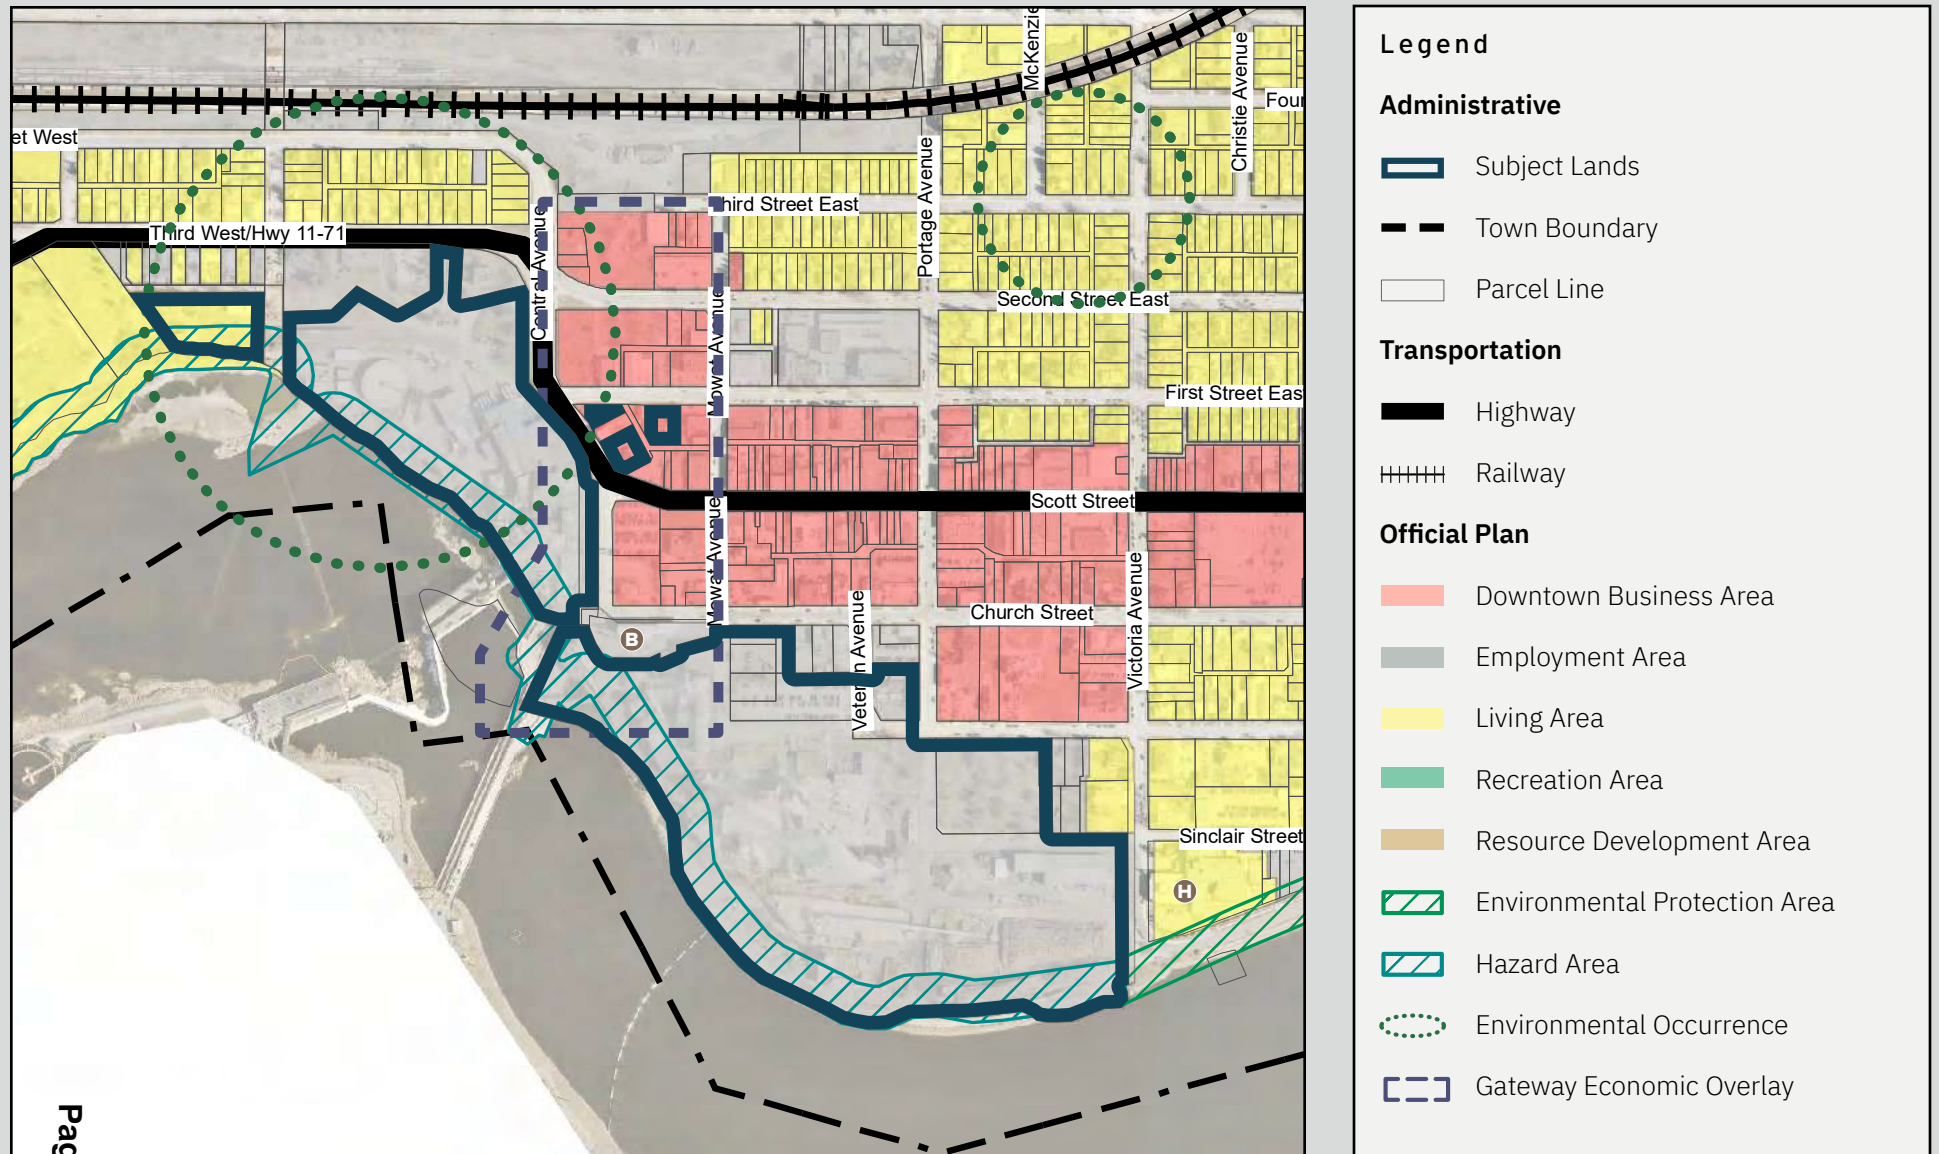 McKenzie
Christie Avenue
Four
et West
Portage Avenue
Third Street East
Third West/Hwy 11-71
Central Avenue
Second Street East
Mowat Avenue
First Street East
Scott Street
Mowat Avenue
Victoria Avenue
Veteran Avenue
Church Street
B
Sinclair Street
H
Pag
Legend
Administrative
Subject Lands
Town Boundary
Parcel Line
Transportation
Highway
Railway
Official Plan
Downtown Business Area
Employment Area
Living Area
Recreation Area
Resource Development Area
Environmental Protection Area
Hazard Area
Environmental Occurrence
Gateway Economic Overlay